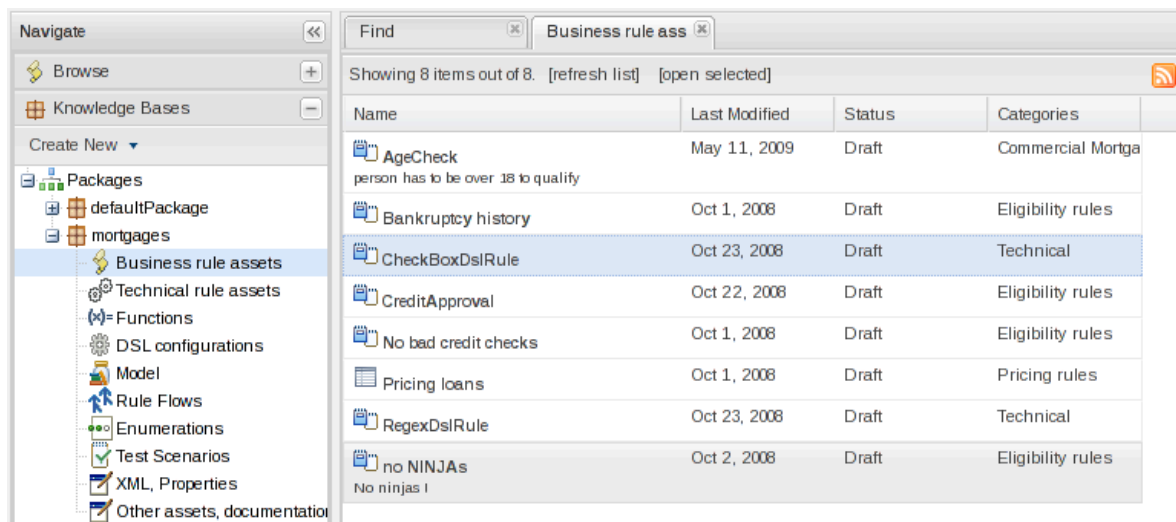 Navigate
Browse
Knowledge Bases
Create New
Packages
defaultPackage
mortgages
Business rule assets
Technical rule assets
Functions
DSL configurations
Model
Rule Flows
Enumerations
Test Scenarios
XML, Properties
Other assets, documentation
Find Business rule ass
Showing 8 items out of 8. [refresh list] [open selected]
Name Last Modified Status Categories
AgeCheck May 11, 2009 Draft Commercial Mortga
person has to be over 18 to qualify
Bankruptcy history Oct 1, 2008 Draft Eligibility rules
CheckBoxDslRule Oct 23, 2008 Draft Technical
CreditApproval Oct 22, 2008 Draft Eligibility rules
No bad credit checks Oct 1, 2008 Draft Eligibility rules
Pricing loans Oct 1, 2008 Draft Pricing rules
RegexDslRule Oct 23, 2008 Draft Technical
no NINJAs Oct 2, 2008 Draft Eligibility rules
No ninjas !